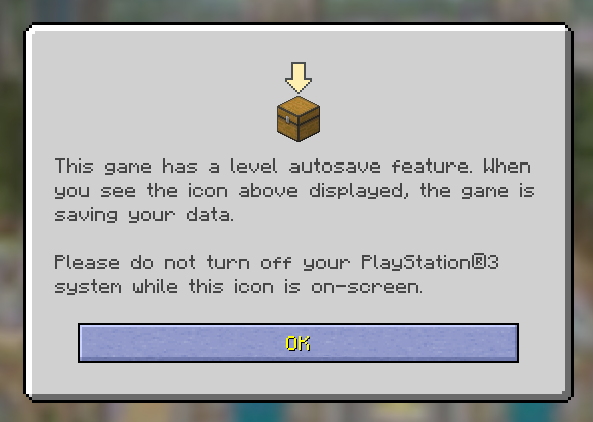 This game has a level autosave feature. When
you see the icon above displayed, the game is
saving your data.
Please do not turn off your PlayStation®3
system while this icon is on-screen.
OK